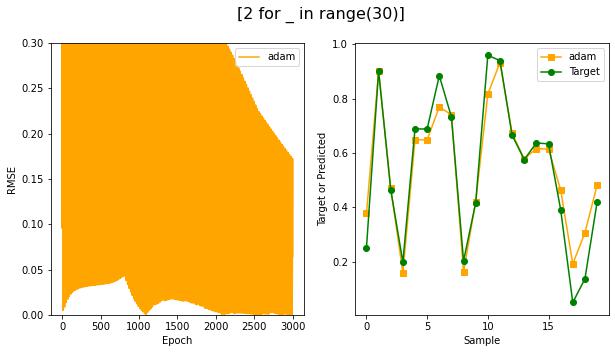 [2 for _ in range(30)]
0.30
0.25
0.20
0.15
0.10
0.05
0.00
RMSE
0 500 1000 1500 2000 2500 3000
Epoch
adam
1.0
0.8
0.6
0.4
0.2
Target or Predicted
0 5 10 15
Sample
adam
Target